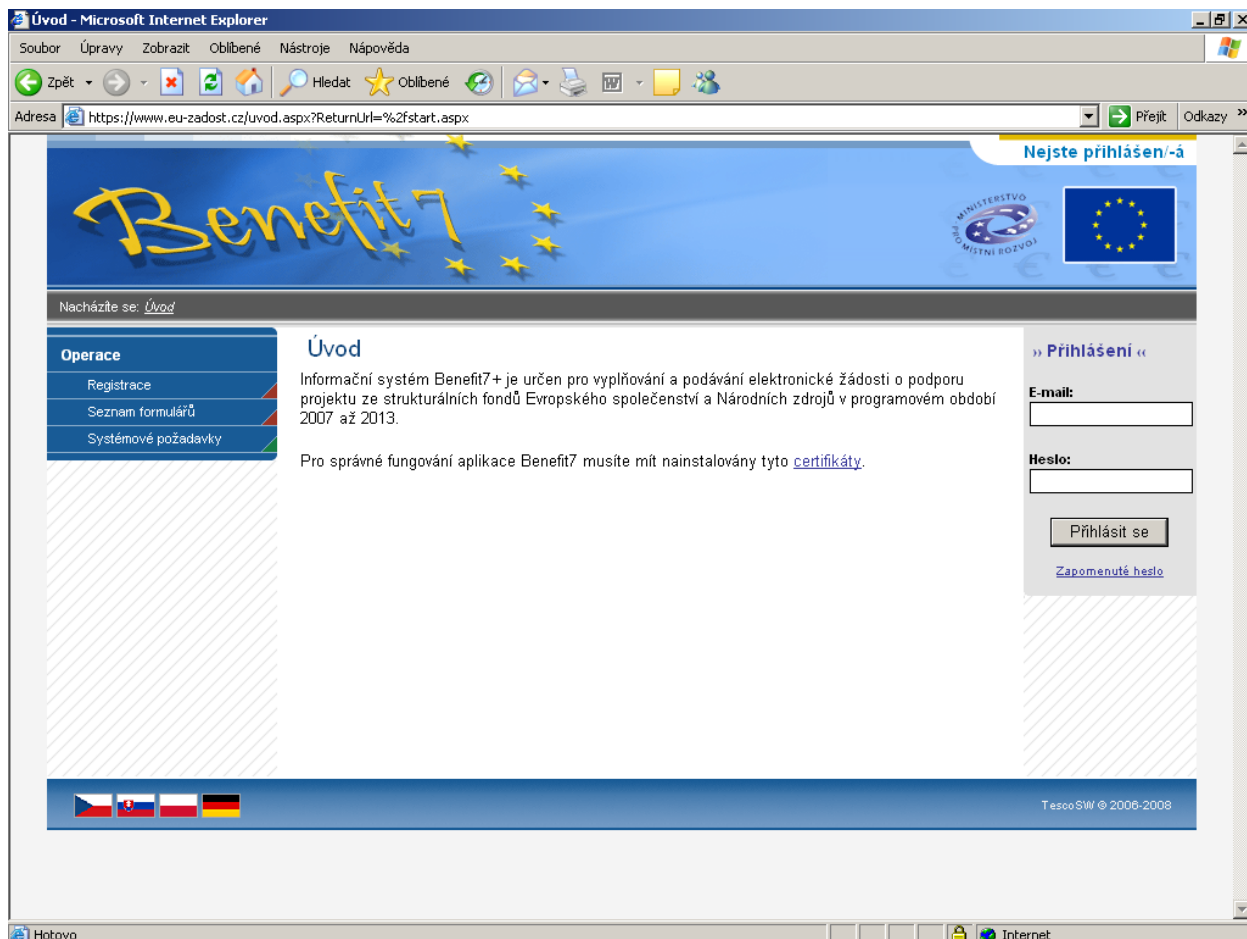 Úvod - Microsoft Internet Explorer
Soubor Úpravy Zobrazit Oblíbené Nástroje Nápověda
Zpět Hledat Oblíbené
Adresa https://www.eu-zadost.cz/uvod.aspx?ReturnUrl=%2fstart.aspx Přejít Odkazy »
Nejste přihlášen/-á
Benefit7
MINISTERSTVO PRO MÍSTNÍ ROZVOJ
Nacházíte se: Úvod
Operace
Registrace
Seznam formulářů
Systémové požadavky
Úvod
Informační systém Benefit7+ je určen pro vyplňování a podávání elektronické žádosti o podporu
projektu ze strukturálních fondů Evropského společenství a Národních zdrojů v programovém období
2007 až 2013.
Pro správné fungování aplikace Benefit7 musíte mít nainstalovány tyto certifikáty.
›› Přihlášení ‹‹
E-mail:
Heslo:
Přihlásit se
Zapomenuté heslo
TescoSW © 2006-2008
Hotovo Internet